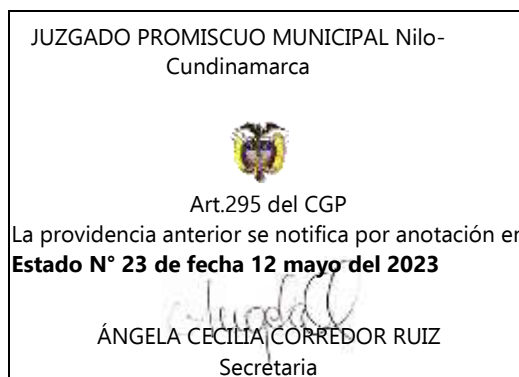 JUZGADO PROMISCUO MUNICIPAL Nilo-
Cundinamarca
Art.295 del CGP
La providencia anterior se notifica por anotación en
Estado N° 23 de fecha 12 mayo del 2023
ÁNGELA CECILIA CORREDOR RUIZ
Secretaria